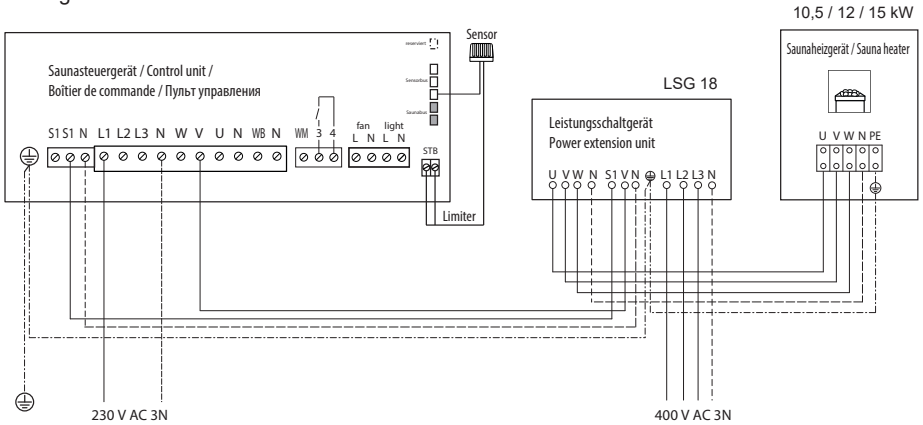 10,5 / 12 / 15 kW
Sensor
reserviert
Saunasteuergerät / Control unit /
Boîtier de commande / Пульт управления
Sensorbus
Saunabus
S1 S1 N L1 L2 L3 N W V U N WB N WM 3 4
fan light
L N L N
STB
Limiter
LSG 18
Leistungsschaltgerät
Power extension unit
U V W N S1 V N L1 L2 L3 N
Saunaheizgerät / Sauna heater
U V W N PE
230 V AC 3N
400 V AC 3N